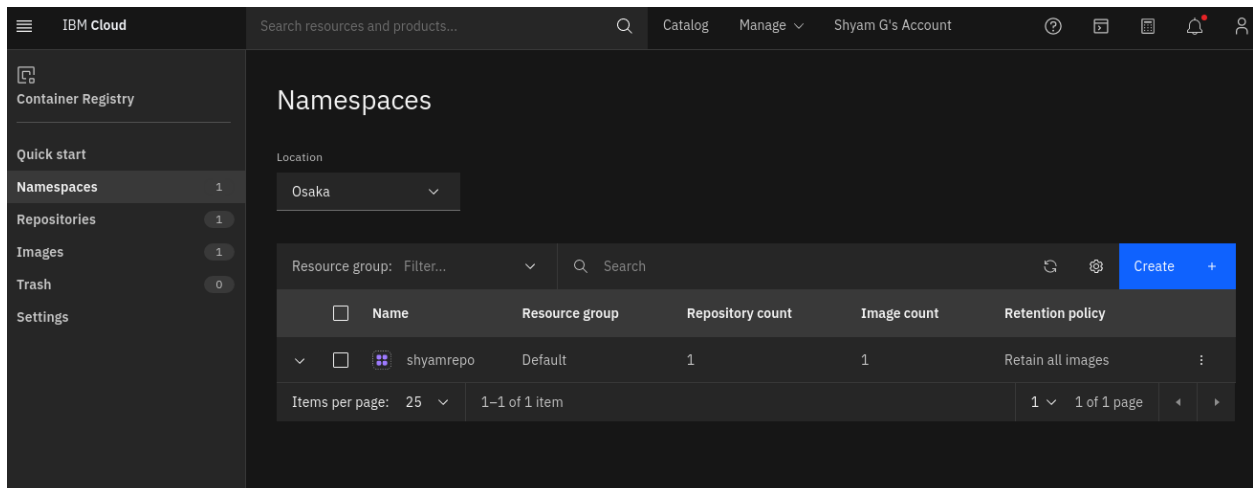 IBM Cloud
Search resources and products...
Catalog
Manage
Shyam G's Account
Container Registry
Quick start
Namespaces 1
Repositories 1
Images 1
Trash 0
Settings
Namespaces
Location
Osaka
Resource group: Filter...
Search
Create +
Name Resource group Repository count Image count Retention policy
shyamrepo Default 1 1 Retain all images
Items per page: 25 1–1 of 1 item 1 1 of 1 page